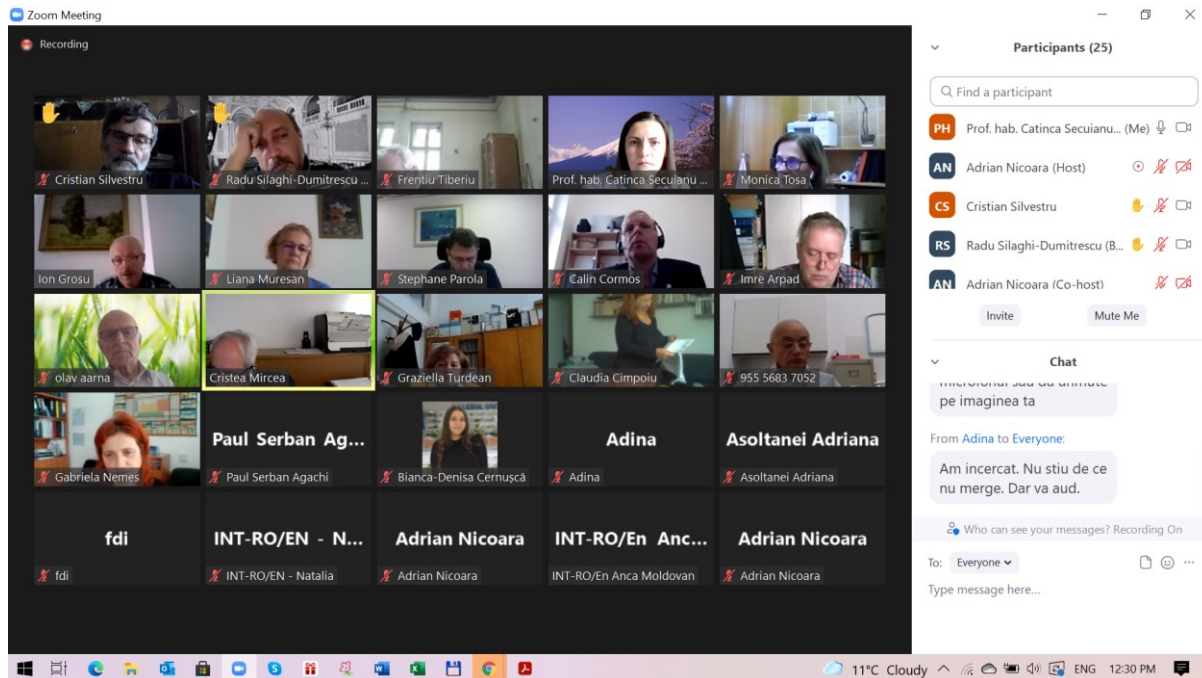 Zoom Meeting
Recording
Participants (25)
Find a participant
PH Prof. hab. Catinca Secuianu... (Me)
AN Adrian Nicoara (Host)
CS Cristian Silvestru
RS Radu Silaghi-Dumitrescu (B...
AN Adrian Nicoara (Co-host)
Invite Mute Me
Cristian Silvestru
Radu Silaghi-Dumitrescu ...
Frentiu Tiberiu
Prof. hab. Catinca Secuianu ...
Monica Tosa
Ion Grosu
Liana Muresan
Stephane Parola
Calin Cormos
Imre Arpad
olav aarna
Cristea Mircea
Graziella Turdean
Claudia Cimpoiu
955 5683 7052
Gabriela Nemes
Paul Serban Ag...
Paul Serban Agachi
Bianca-Denisa Cernușcă
Adina
Adina
Asoltanei Adriana
Asoltanei Adriana
fdi
fdi
INT-RO/EN - N...
INT-RO/EN - Natalia
Adrian Nicoara
Adrian Nicoara
INT-RO/En Anc...
INT-RO/En Anca Moldovan
Adrian Nicoara
Adrian Nicoara
Chat
pe imaginea ta
From Adina to Everyone:
Am incercat. Nu stiu de ce
nu merge. Dar va aud.
Who can see your messages? Recording On
To: Everyone
Type message here...
11°C Cloudy ENG 12:30 PM